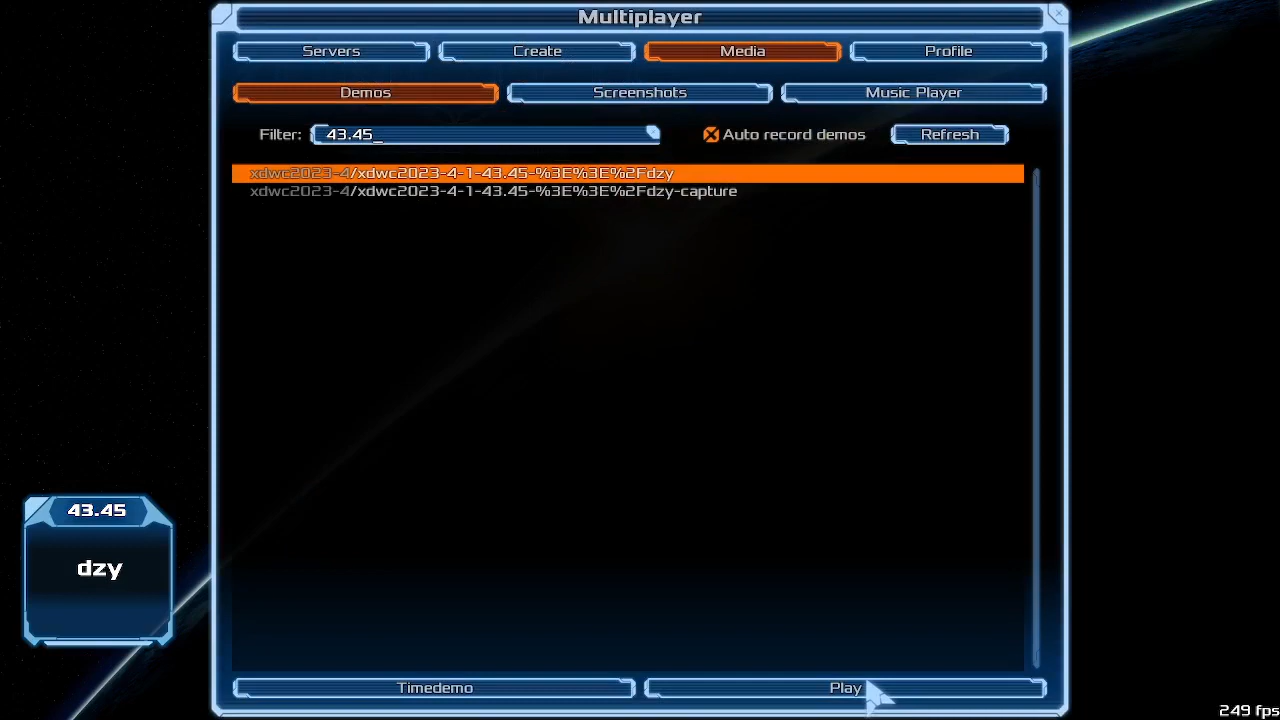 Multiplayer
Servers Create Media Profile
Demos Screenshots Music Player
Filter: 43.45_ Auto record demos Refresh
xdwc2023-4/xdwc2023-4-1-43.45-%3E%3E%2Fdzy
xdwc2023-4/xdwc2023-4-1-43.45-%3E%3E%2Fdzy-capture
43.45
dzy
Timedemo Play
249 fps